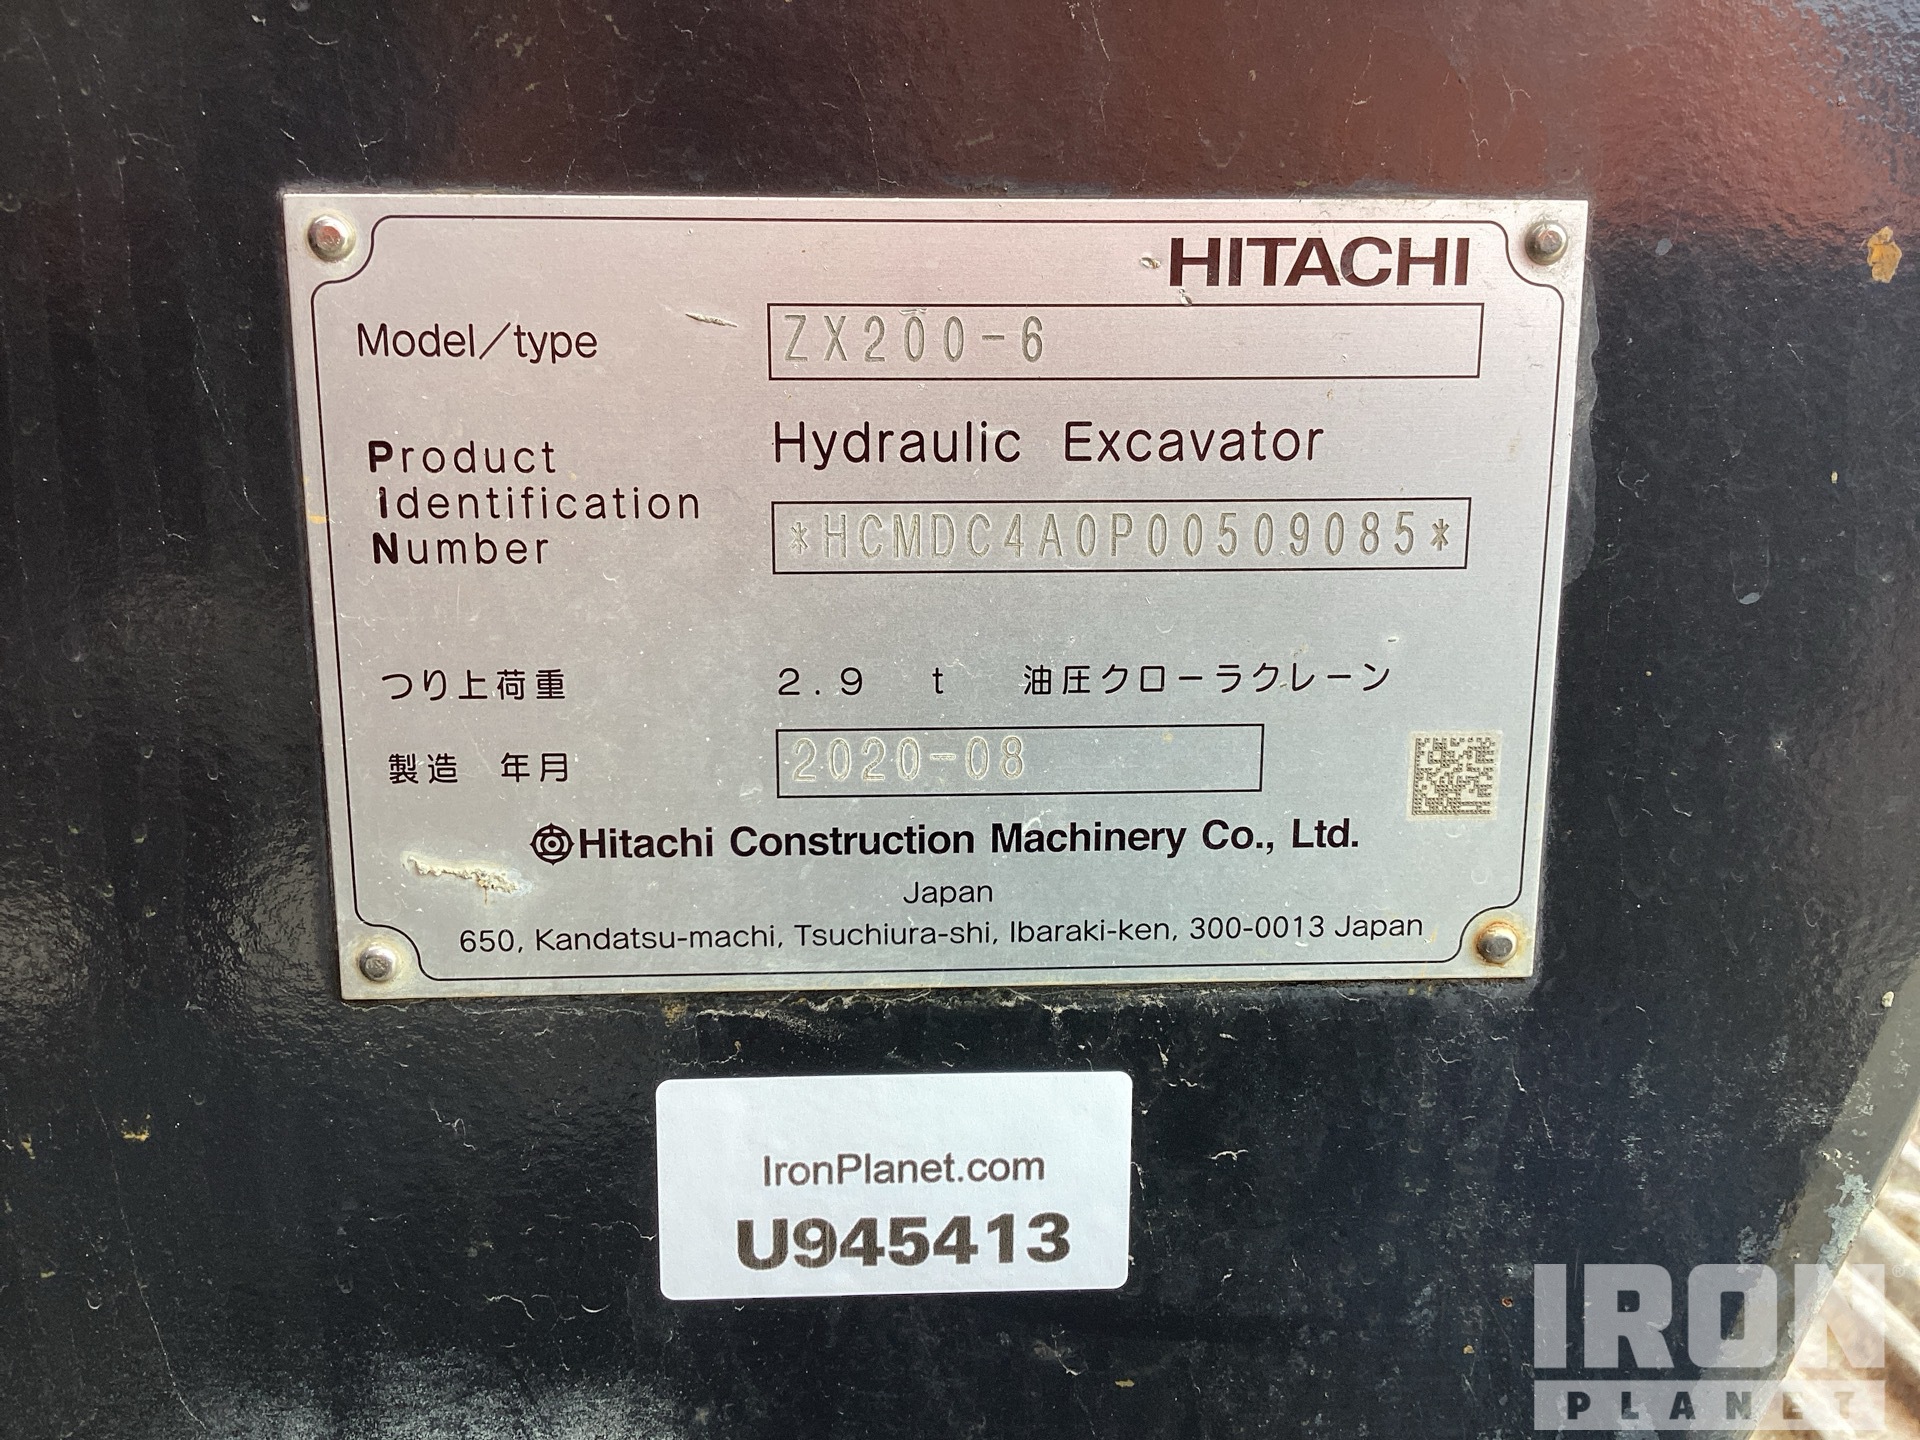 HITACHI
Model/type ZX200-6
Hydraulic Excavator
Product
Identification
Number *HCMDC4A0P00509085*
つり上荷重 2.9 t 油圧クローラクレーン
製造 年月 2020-08
Hitachi Construction Machinery Co., Ltd.
Japan
650, Kandatsu-machi, Tsuchiura-shi, Ibaraki-ken, 300-0013 Japan
IronPlanet.com
U945413
IRON
PLANET